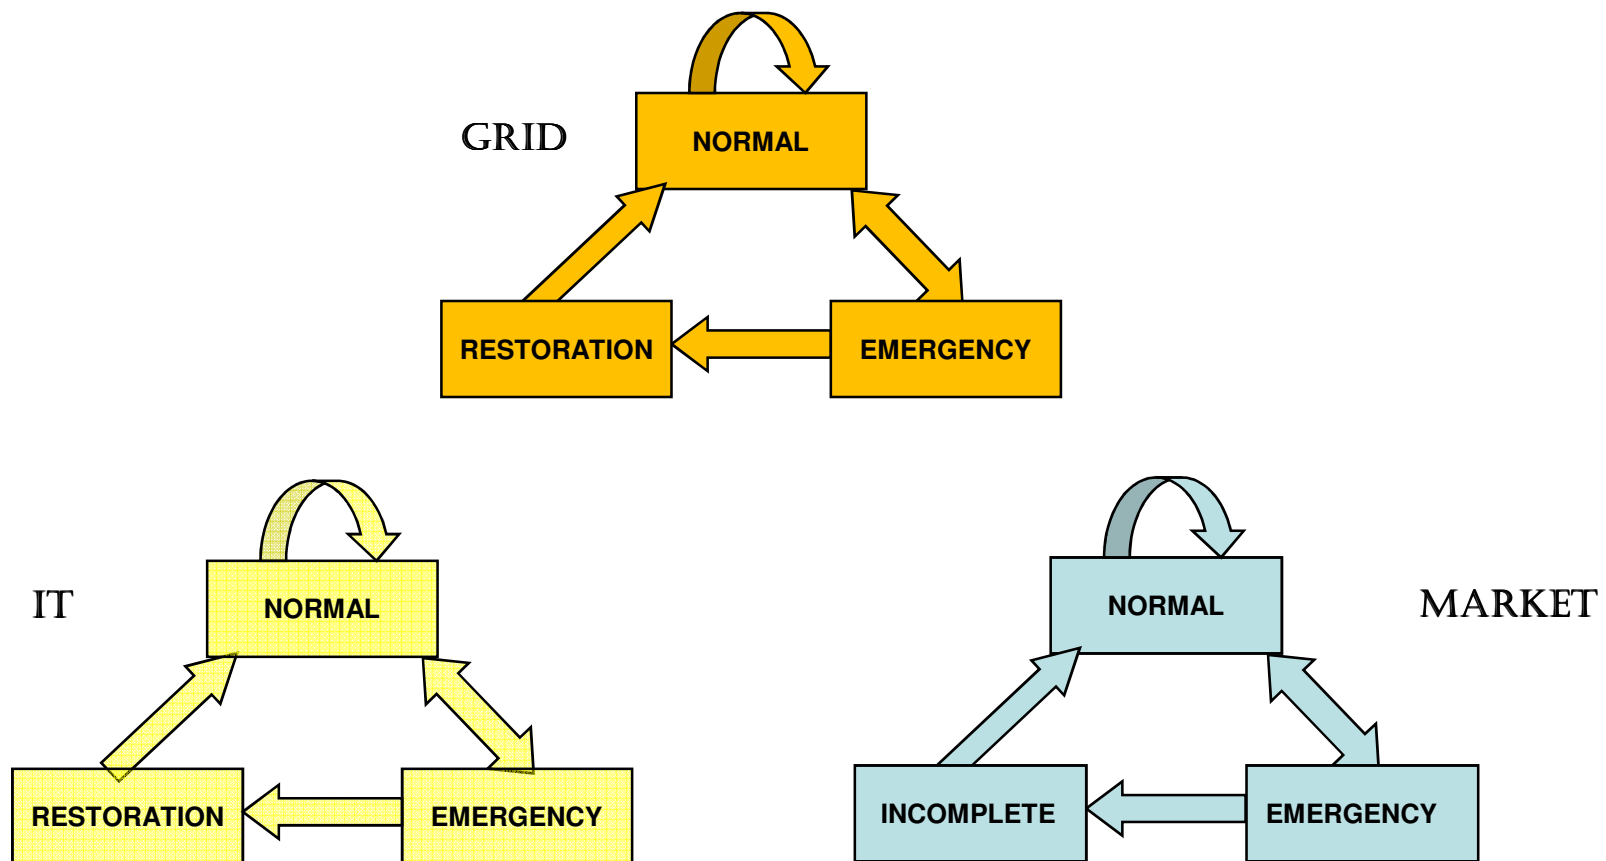 GRID
NORMAL
RESTORATION
EMERGENCY
IT
NORMAL
RESTORATION
EMERGENCY
NORMAL
MARKET
INCOMPLETE
EMERGENCY